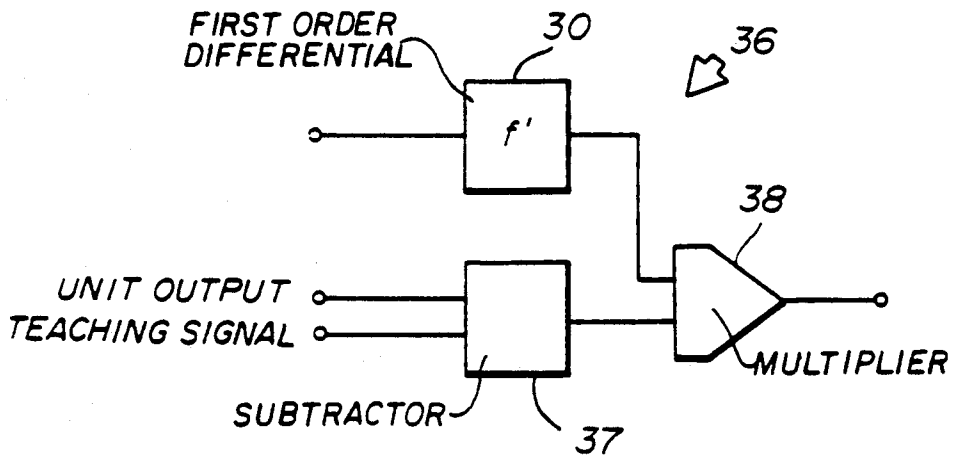 FIRST ORDER
DIFFERENTIAL
30
36
f'
38
UNIT OUTPUT
TEACHING SIGNAL
MULTIPLIER
SUBTRACTOR
37